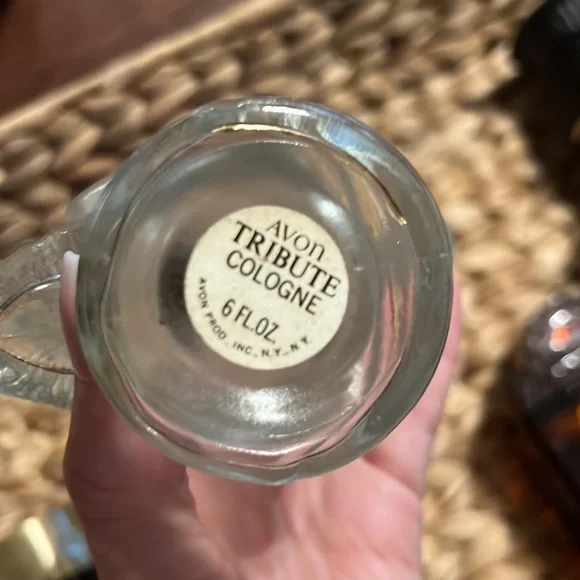 AVON
TRIBUTE
COLOGNE
6 FL.OZ.
AVON PROD., INC., N.Y., N.Y.